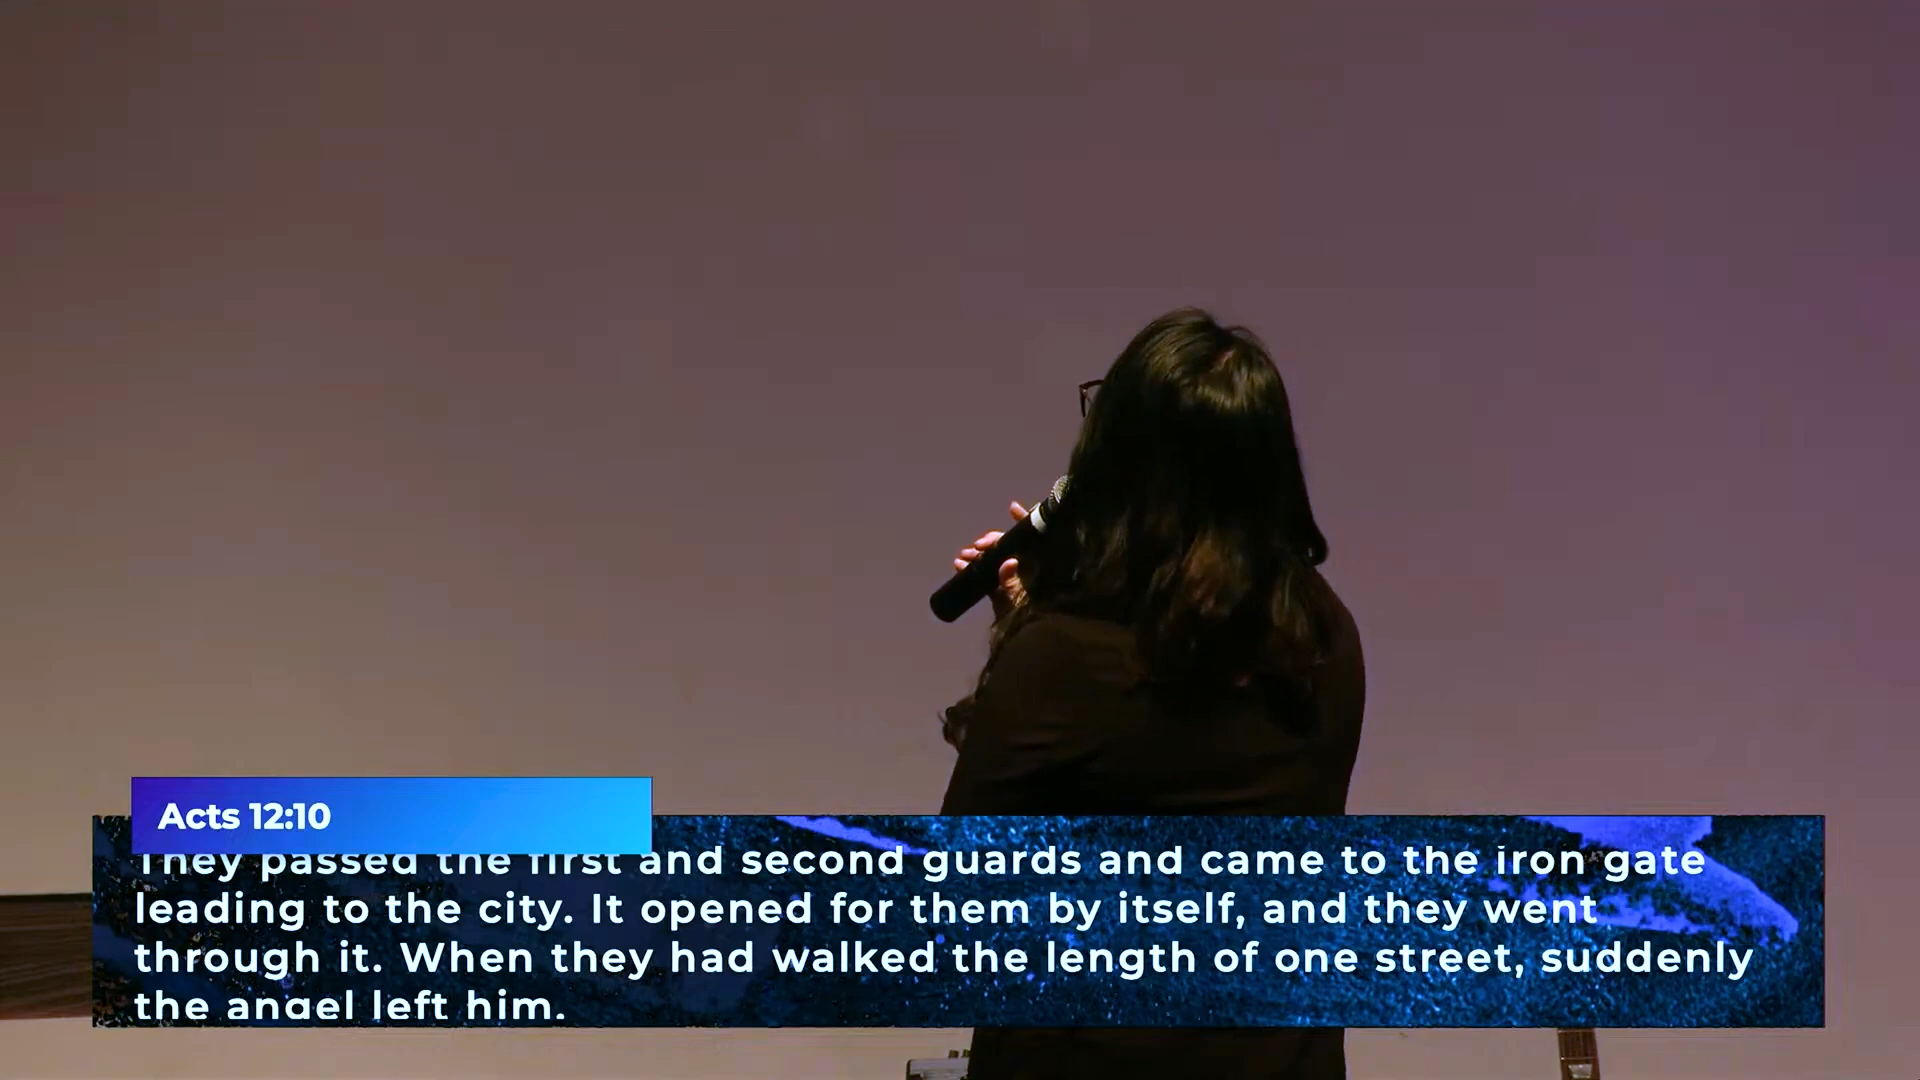 Acts 12:10
They passed the first and second guards and came to the iron gate
leading to the city. It opened for them by itself, and they went
through it. When they had walked the length of one street, suddenly
the angel left him.